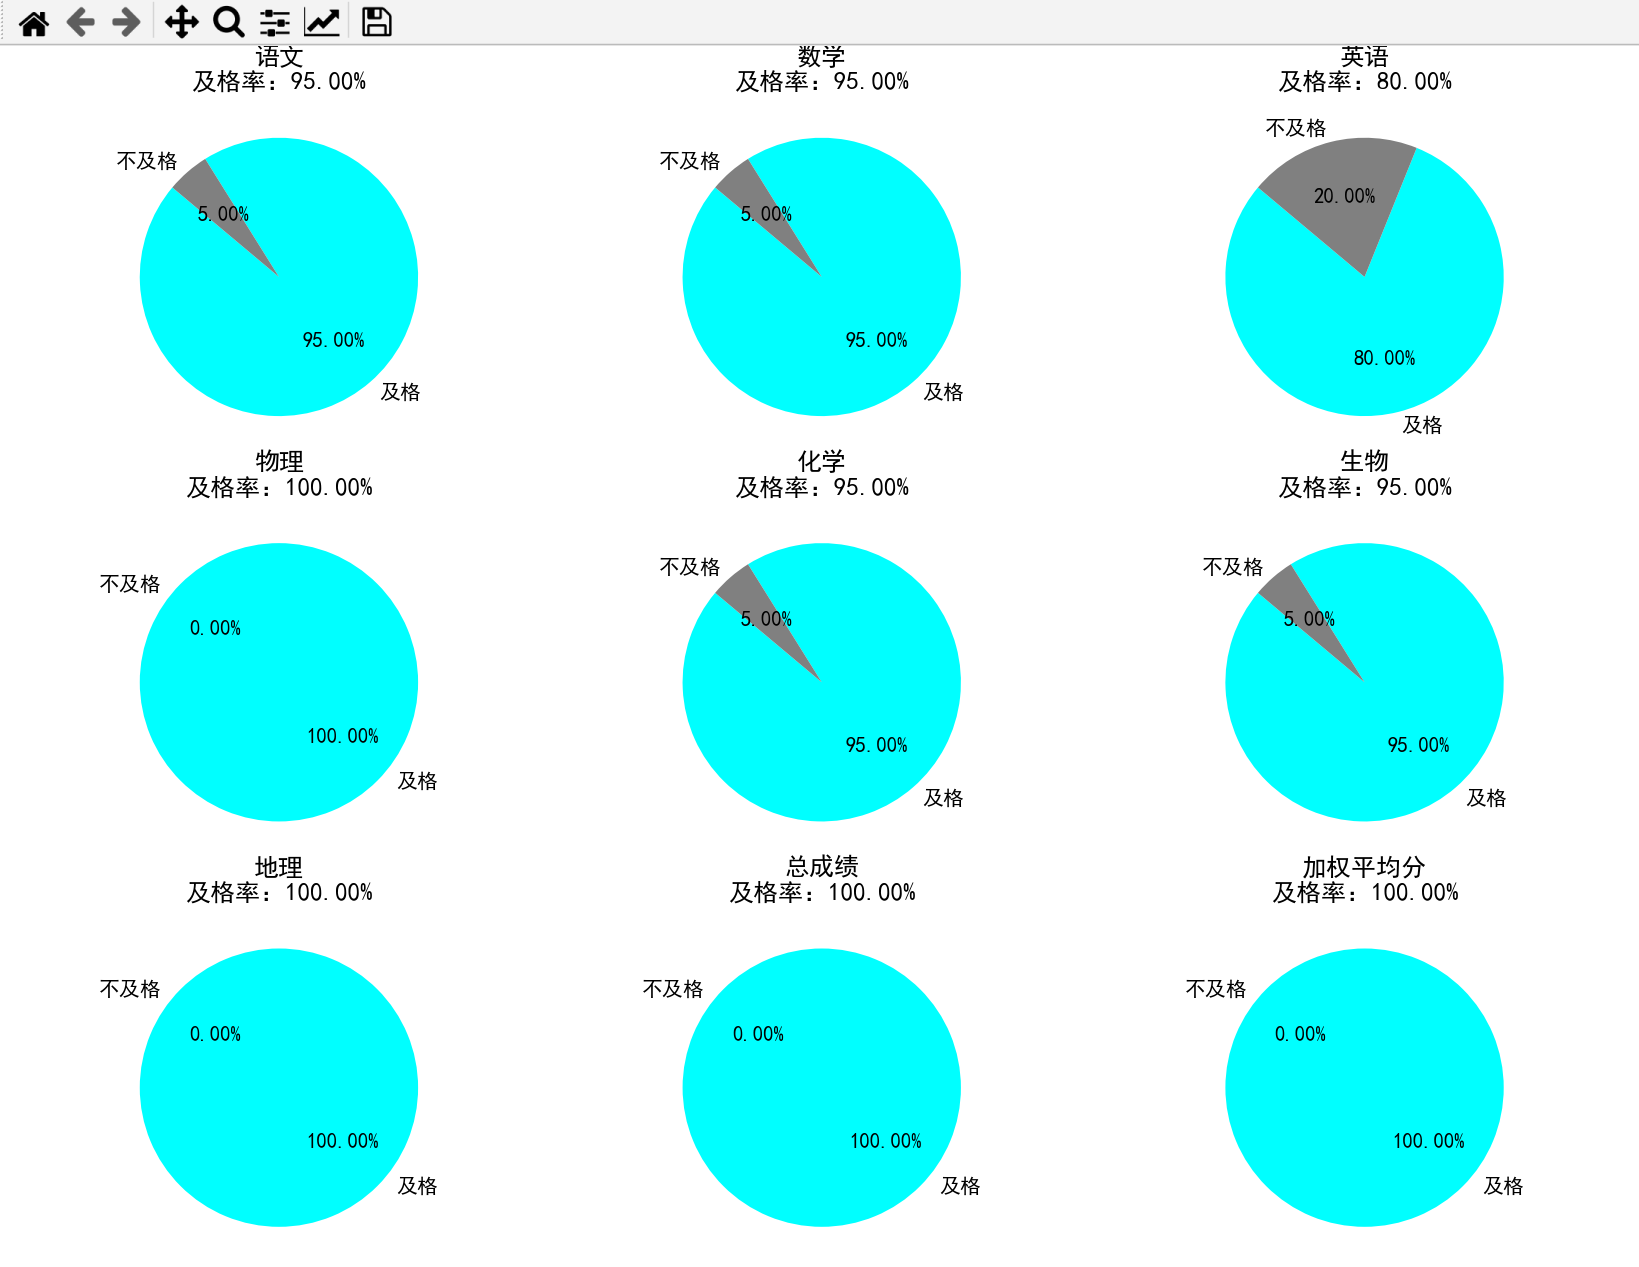 语文
及格率：95.00%
不及格
5.00%
95.00%
及格
数学
及格率：95.00%
不及格
5.00%
95.00%
及格
英语
及格率：80.00%
不及格
20.00%
80.00%
及格
物理
及格率：100.00%
不及格
0.00%
100.00%
及格
化学
及格率：95.00%
不及格
5.00%
95.00%
及格
生物
及格率：95.00%
不及格
5.00%
95.00%
及格
地理
及格率：100.00%
不及格
0.00%
100.00%
及格
总成绩
及格率：100.00%
不及格
0.00%
100.00%
及格
加权平均分
及格率：100.00%
不及格
0.00%
100.00%
及格